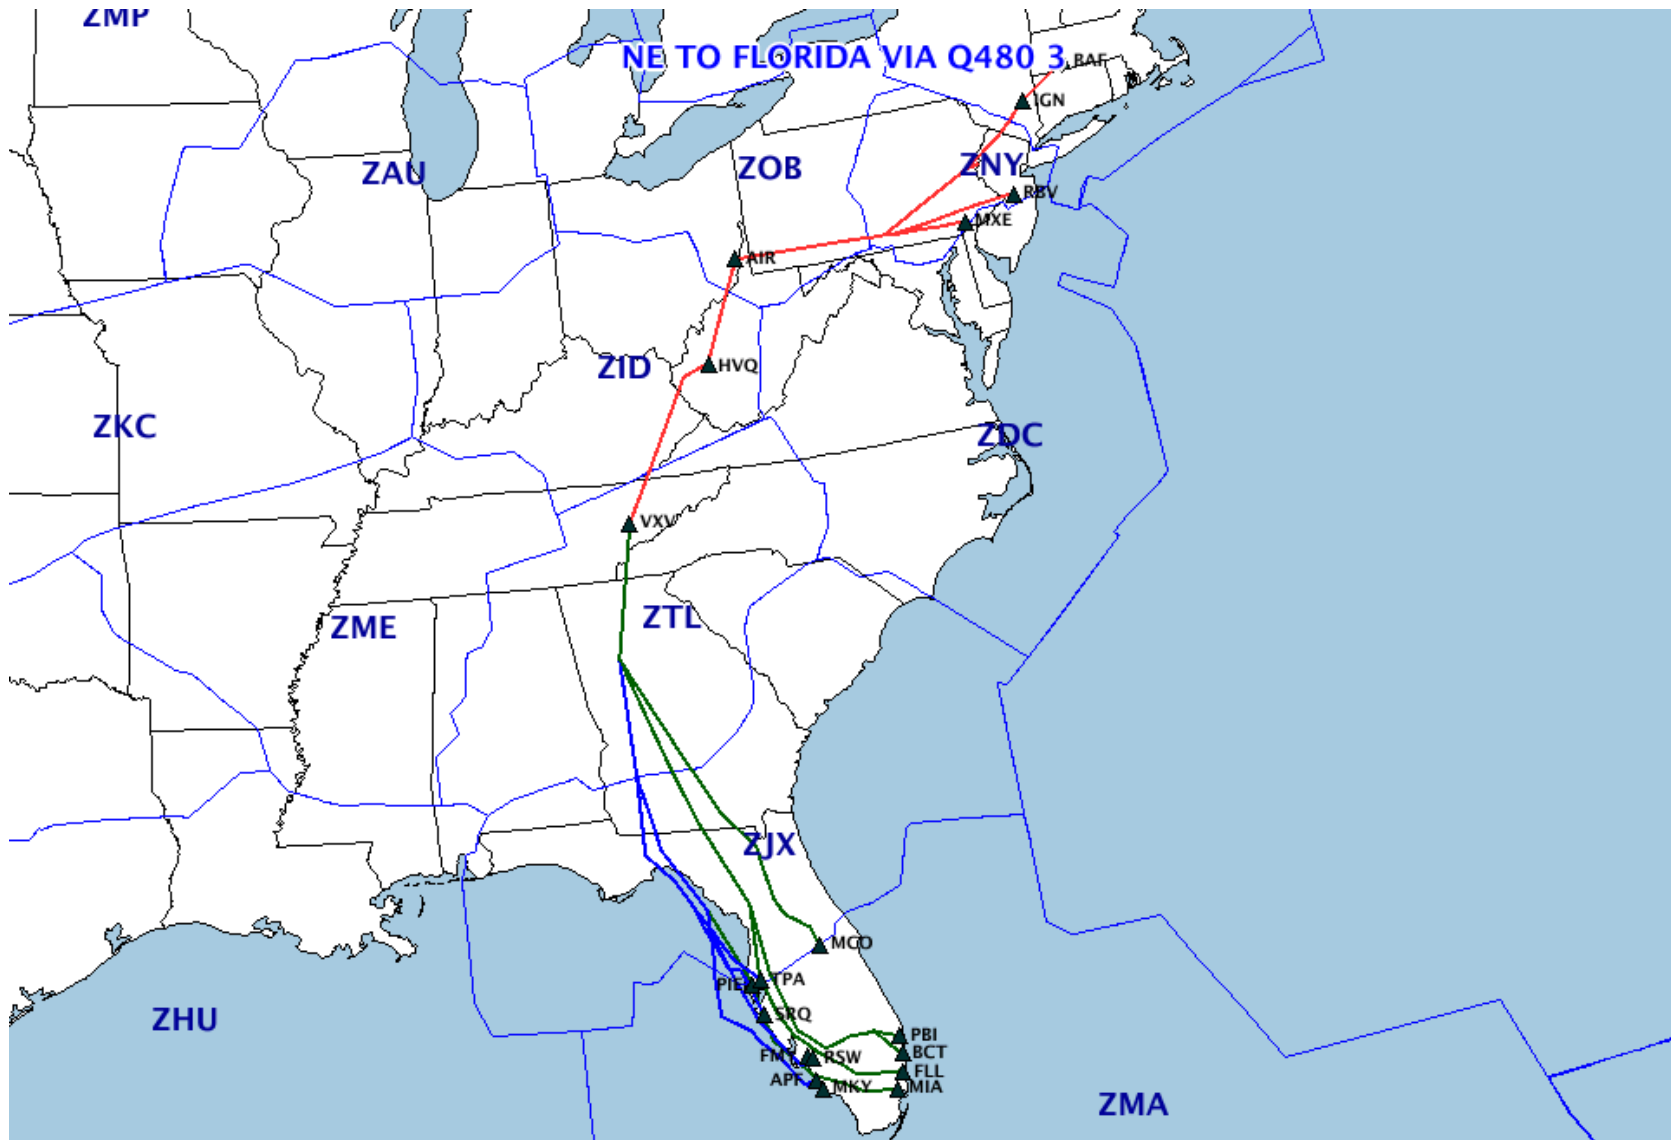 ZMP
NE TO FLORIDA VIA Q480 3
BAF
IGN
ZAU
ZOB
ZNY
RBV
MXE
AIR
ZID
HVQ
ZKC
ZDC
VXV
ZME
ZTL
ZJX
MCO
TPA
PIE
SRQ
ZHU
PBI
BCT
FMY
RSW
FLL
APF
MKY
MIA
ZMA